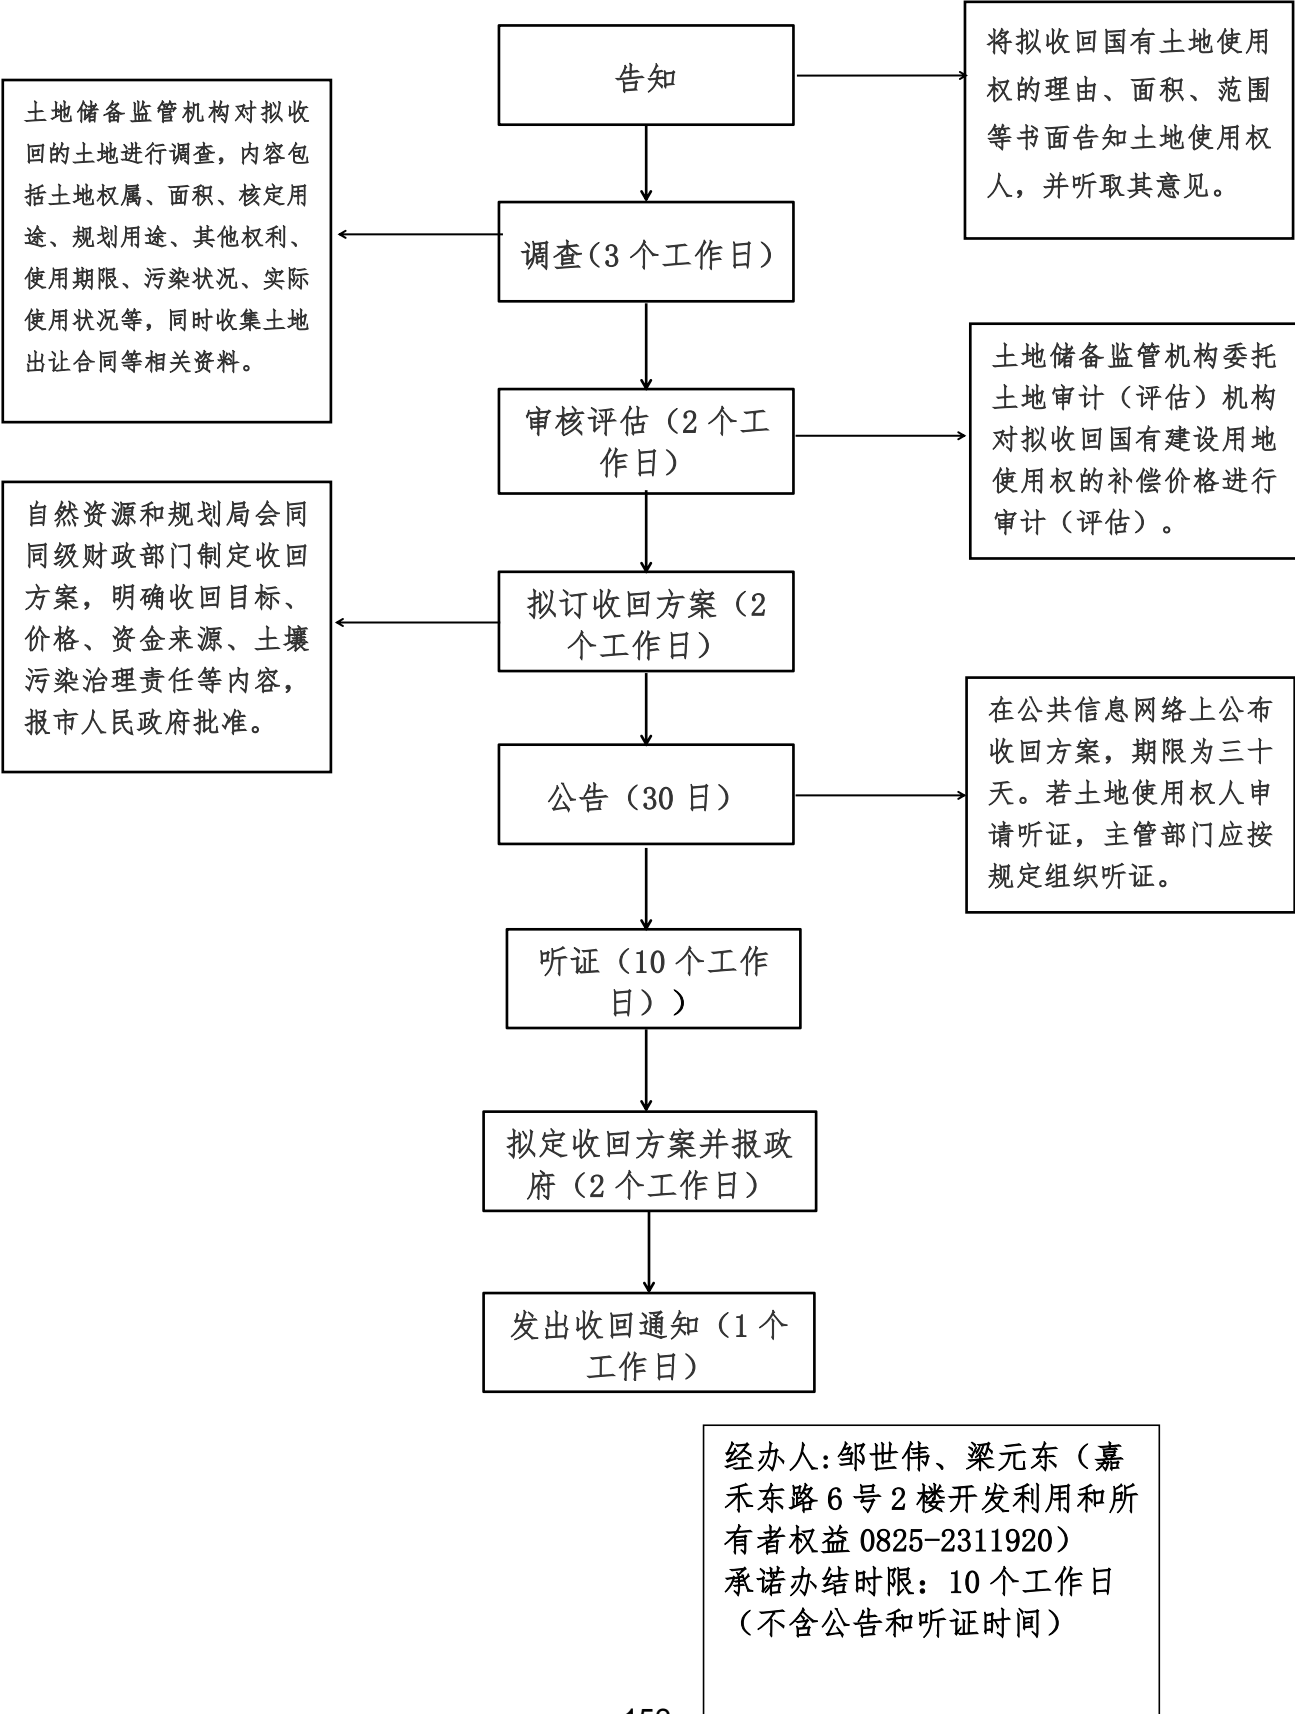 告知
将拟收回国有土地使用
权的理由、面积、范围
等书面告知土地使用权
人，并听取其意见。
土地储备监管机构对拟收
回的土地进行调查，内容包
括土地权属、面积、核定用
途、规划用途、其他权利、
使用期限、污染状况、实际
使用状况等，同时收集土地
出让合同等相关资料。
调查（3 个工作日）
审核评估（2 个工
作日）
土地储备监管机构委托
土地审计（评估）机构
对拟收回国有建设用地
使用权的补偿价格进行
审计（评估）。
自然资源和规划局会同
同级财政部门制定收回
方案，明确收回目标、
价格、资金来源、土壤
污染治理责任等内容，
报市人民政府批准。
拟订收回方案（2
个工作日）
公告（30 日）
在公共信息网络上公布
收回方案，期限为三十
天。若土地使用权人申
请听证，主管部门应按
规定组织听证。
听证（10 个工作
日））
拟定收回方案并报政
府（2 个工作日）
发出收回通知（1 个
工作日）
经办人:邹世伟、梁元东（嘉
禾东路 6 号 2 楼开发利用和所
有者权益 0825-2311920）
承诺办结时限：10 个工作日
（不含公告和听证时间）